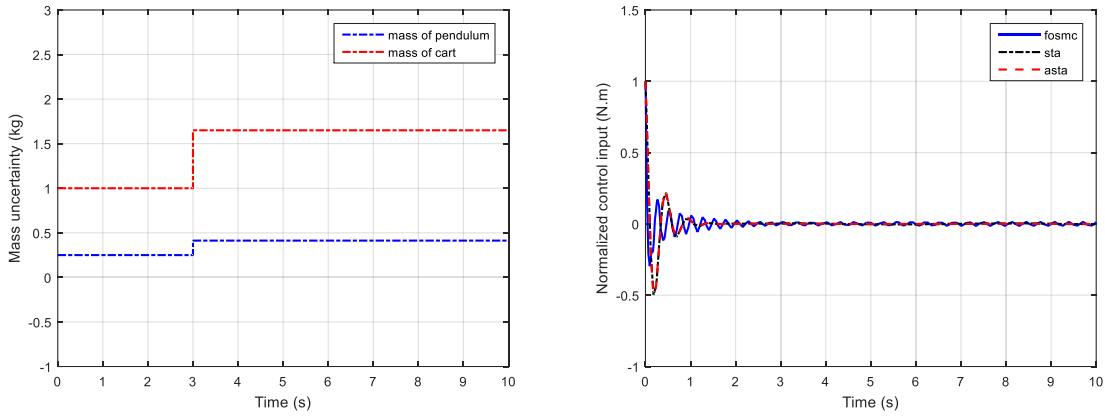 3
2.5
2
1.5
1
0.5
0
-0.5
-1
Mass uncertainty (kg)
mass of pendulum
mass of cart
0 1 2 3 4 5 6 7 8 9 10
Time (s)
1.5
1
0.5
0
-0.5
-1
Normalized control input (N.m)
fosmc
sta
asta
0 1 2 3 4 5 6 7 8 9 10
Time (s)